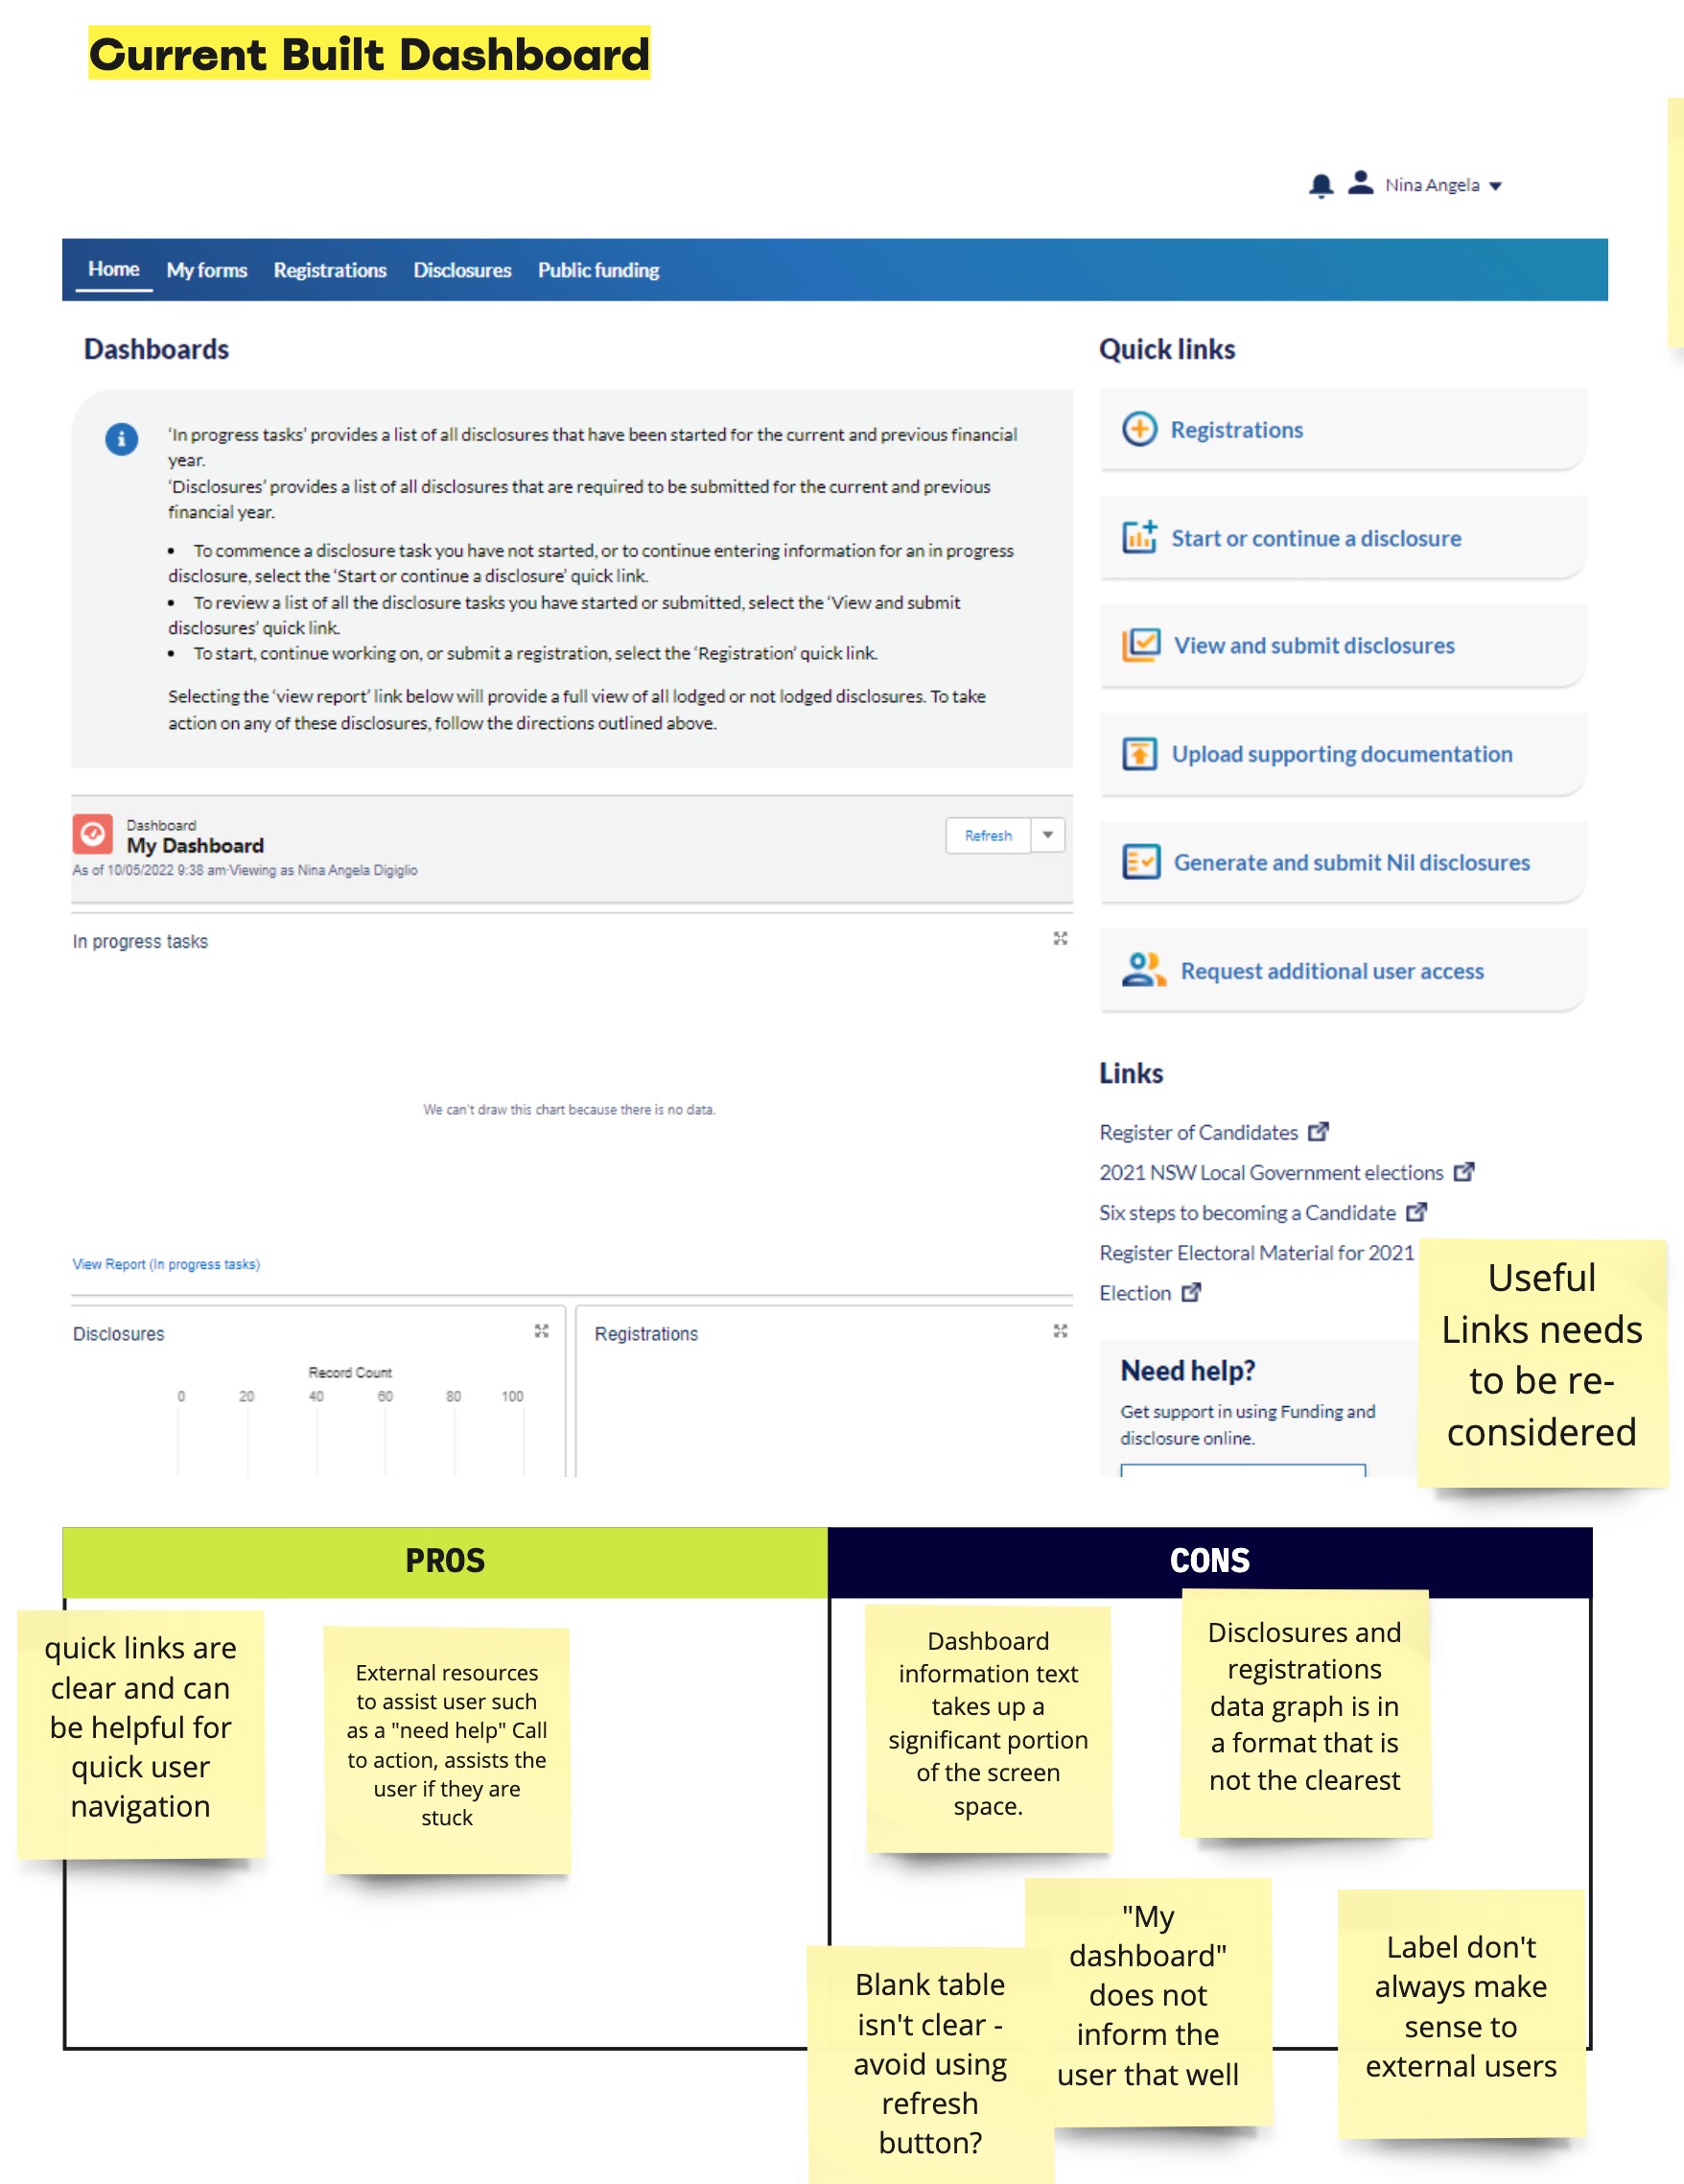 Current Built Dashboard
Nina Angela
Home My forms Registrations Disclosures Public funding
Dashboards
'In progress tasks' provides a list of all disclosures that have been started for the current and previous financial
year.
'Disclosures' provides a list of all disclosures that are required to be submitted for the current and previous
financial year.
• To commence a disclosure task you have not started, or to continue entering information for an in progress
disclosure, select the 'Start or continue a disclosure' quick link.
• To review a list of all the disclosure tasks you have started or submitted, select the 'View and submit
disclosures' quick link.
• To start, continue working on, or submit a registration, select the 'Registration' quick link.
Selecting the 'view report' link below will provide a full view of all lodged or not lodged disclosures. To take
action on any of these disclosures, follow the directions outlined above.
Dashboard
My Dashboard
As of 10/05/2022 9:38 am·Viewing as Nina Angela Digiglio
Refresh
In progress tasks
We can't draw this chart because there is no data.
View Report (In progress tasks)
Disclosures
Record Count
0 20 40 60 80 100
Registrations
Quick links
Registrations
Start or continue a disclosure
View and submit disclosures
Upload supporting documentation
Generate and submit Nil disclosures
Request additional user access
Links
Register of Candidates
2021 NSW Local Government elections
Six steps to becoming a Candidate
Register Electoral Material for 2021
Election
Need help?
Get support in using Funding and
disclosure online.
Useful
Links needs
to be re-
considered
PROS
quick links are
clear and can
be helpful for
quick user
navigation
External resources
to assist user such
as a "need help" Call
to action, assists the
user if they are
stuck
CONS
Dashboard
information text
takes up a
significant portion
of the screen
space.
Disclosures and
registrations
data graph is in
a format that is
not the clearest
Blank table
isn't clear -
avoid using
refresh
button?
"My
dashboard"
does not
inform the
user that well
Label don't
always make
sense to
external users